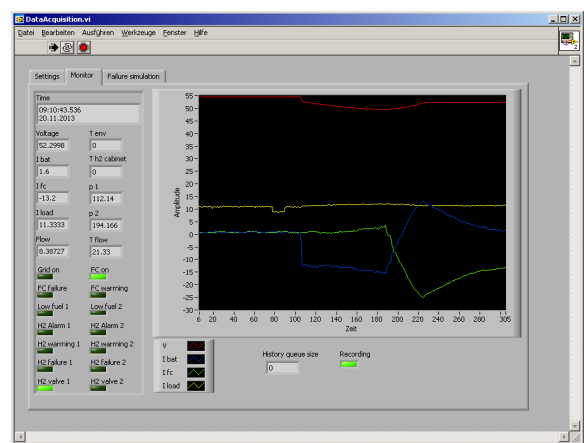 DataAcquisition.vi
Datei Bearbeiten Ausführen Werkzeuge Fenster Hilfe
2
Settings Monitor Failure simulation
Time
09:10:43.536
20.11.2013
Voltage T env
52.2998 0
I bat T h2 cabinet
1.6 0
I fc p 1
-13.2 112.14
I load p 2
11.3333 194.166
Flow T flow
8.38727 21.33
Grid on FC on
FC failure FC warrning
Low fuel 1 Low fuel 2
H2 Alarm 1 H2 Alarm 2
H2 warrning 1 H2 warrning 2
H2 failure 1 H2 failure 2
H2 valve 1 H2 valve 2
Amplitude
55
50
45
40
35
30
25
20
15
10
5
0
-5
-10
-15
-20
-25
-30
6 20 40 60 80 100 120 140 160 180 200 220 240 260 280 305
Zeit
V
I bat
I fc
I load
History queue size
0
Recording